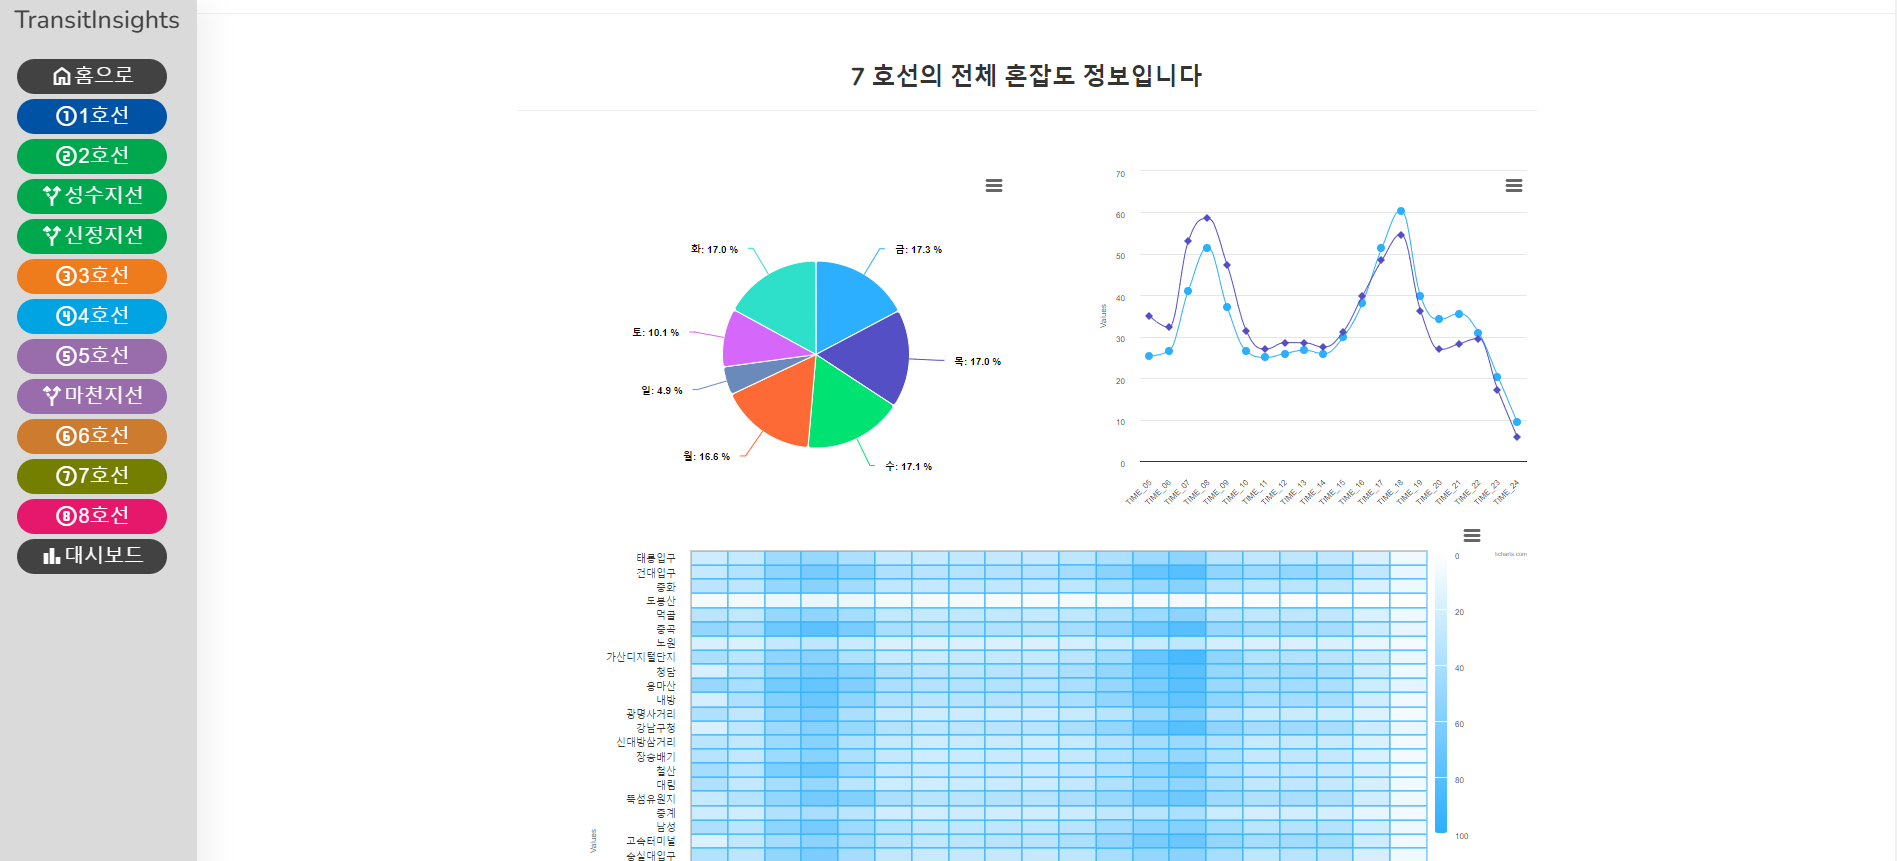 TransitInsights
홈으로
1 1호선
2 2호선
성수지선
신정지선
3 3호선
4 4호선
5 5호선
마천지선
6 6호선
7 7호선
8 8호선
대시보드
7 호선의 전체 혼잡도 정보입니다
화: 17.0 %
금: 17.3 %
토: 10.1 %
목: 17.0 %
일: 4.9 %
월: 16.6 %
수: 17.1 %
Values
70
60
50
40
30
20
10
0
TIME_05
TIME_06
TIME_07
TIME_08
TIME_09
TIME_10
TIME_11
TIME_12
TIME_13
TIME_14
TIME_15
TIME_16
TIME_17
TIME_18
TIME_19
TIME_20
TIME_21
TIME_22
TIME_23
TIME_24
태릉입구
건대입구
중화
도봉산
먹골
중곡
노원
가산디지털단지
청담
용마산
내방
광명사거리
강남구청
신대방삼거리
장승배기
철산
대림
뚝섬유원지
중계
남성
고속터미널
숭실대입구
Values
0
20
40
60
80
100
hcharts.com